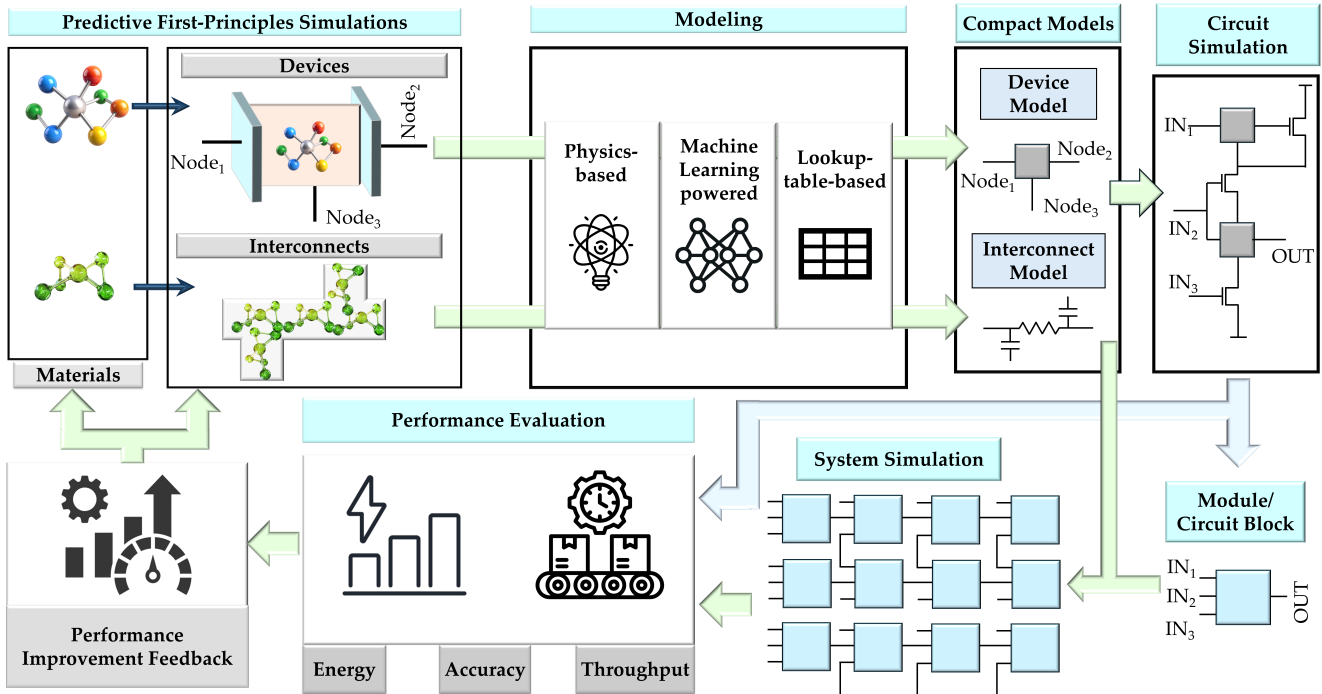 Predictive First-Principles Simulations
Devices
Node1
Node2
Node3
Interconnects
Materials
Modeling
Physics-
based
Machine
Learning
powered
Lookup-
table-based
Compact Models
Device
Model
Node2
Node1
Node3
Interconnect
Model
Circuit
Simulation
IN1
IN2
OUT
IN3
Performance Evaluation
System Simulation
Module/
Circuit Block
IN1
IN2
IN3
OUT
Performance
Improvement Feedback
Energy
Accuracy
Throughput